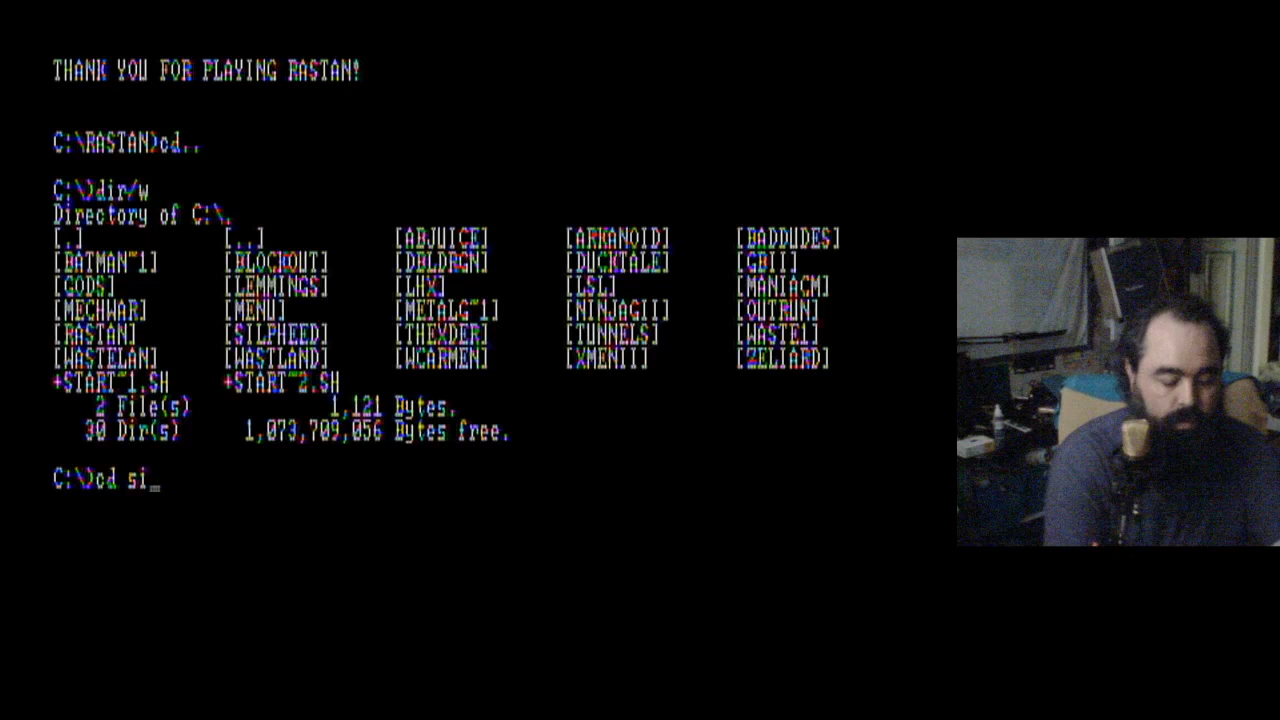 THANK YOU FOR PLAYING RASTAN!
C:\RASTAN>cd..
C:\>dir/w
Directory of C:\.
[.] [..] [ABJUICE] [ARKANOID] [BADDUDES]
[BATMAN~1] [BLOCKOUT] [DBLDRGN] [DUCKTALE] [GBII]
[GODS] [LEMMINGS] [LHX] [LSL] [MANIACM]
[MECHWAR] [MENU] [METALG~1] [NINJAGII] [OUTRUN]
[RASTAN] [SILPHEED] [THEXDER] [TUNNELS] [WASTE1]
[WASTELAN] [WASTLAND] [WCARMEN] [XMENII] [ZELIARD]
+START~1.SH +START~2.SH
2 File(s) 1,121 Bytes.
30 Dir(s) 1,073,709,056 Bytes free.
C:\>cd si_